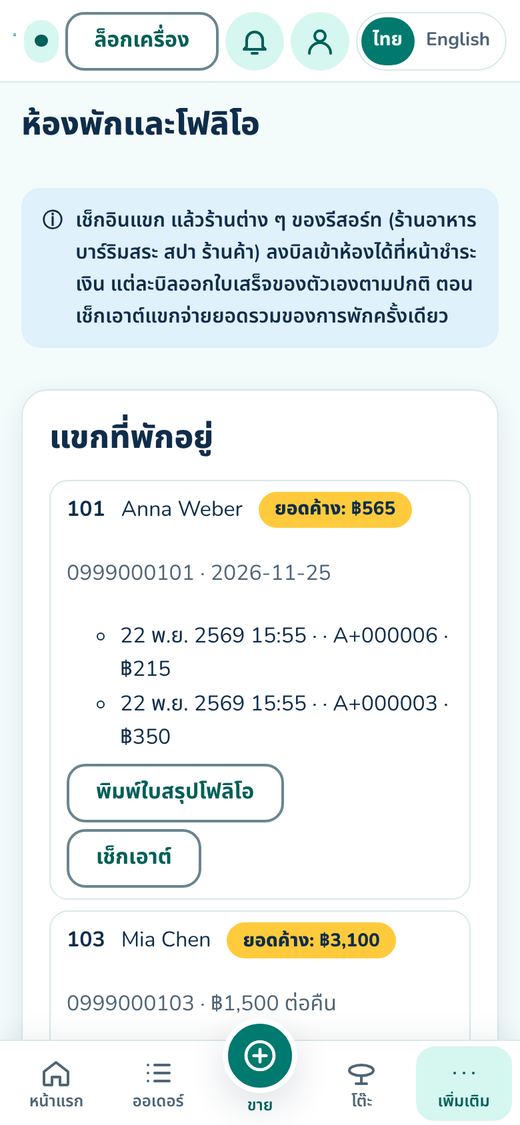 ล็อกเครื่อง
ไทย
English
ห้องพักและโฟลิโอ
เช็กอินแขก แล้วร้านต่าง ๆ ของรีสอร์ท (ร้านอาหาร
บาร์ริมสระ สปา ร้านค้า) ลงบิลเข้าห้องได้ที่หน้าชำระ
เงิน แต่ละบิลออกใบเสร็จของตัวเองตามปกติ ตอน
เช็กเอาต์แขกจ่ายยอดรวมของการพักครั้งเดียว
แขกที่พักอยู่
101 Anna Weber ยอดค้าง: ฿565
0999000101 · 2026-11-25
22 พ.ย. 2569 15:55 · · A+000006 ·
฿215
22 พ.ย. 2569 15:55 · · A+000003 ·
฿350
พิมพ์ใบสรุปโฟลิโอ
เช็กเอาต์
103 Mia Chen ยอดค้าง: ฿3,100
0999000103 · ฿1,500 ต่อคืน
หน้าแรก
ออเดอร์
ขาย
โต๊ะ
เพิ่มเติม